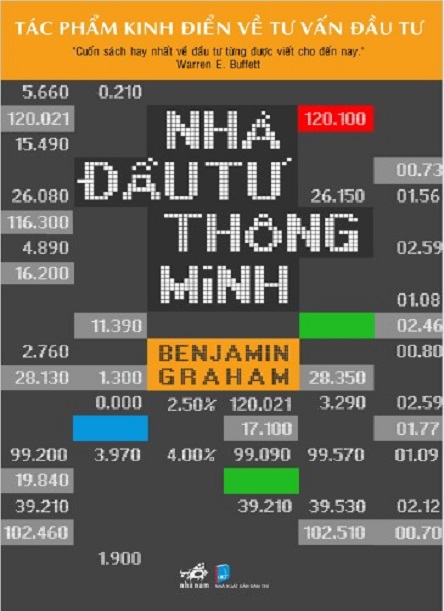 TÁC PHẨM KINH ĐIỂN VỀ TƯ VẤN ĐẦU TƯ
"Cuốn sách hay nhất về đầu tư từng được viết cho đến nay."
Warren E. Buffett
5.660 0.210
120.021 NHÀ 120.100
15.490
ĐẦU TƯ 00.73
26.080 26.150 01.56
116.300 THÔNG
4.890 02.59
16.200 MINH
01.08
11.390 02.46
2.760 BENJAMIN 00.80
28.130 1.300 GRAHAM 28.350
0.000 2.50% 120.021 3.290 02.59
17.100 01.77
99.200 3.970 4.00% 99.090 99.570 01.09
19.840
39.210 39.210 39.530 02.12
102.460 102.510 00.70
1.900
nhã nam